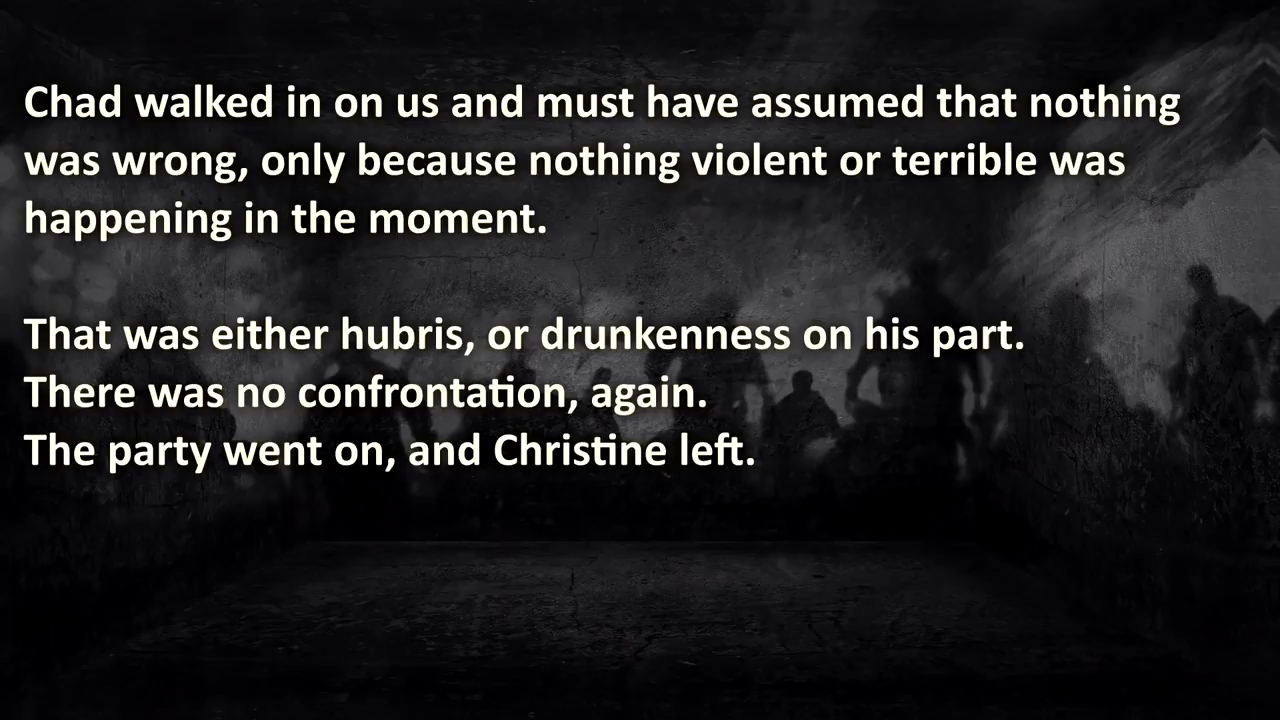 Chad walked in on us and must have assumed that nothing
was wrong, only because nothing violent or terrible was
happening in the moment.
That was either hubris, or drunkenness on his part.
There was no confrontation, again.
The party went on, and Christine left.